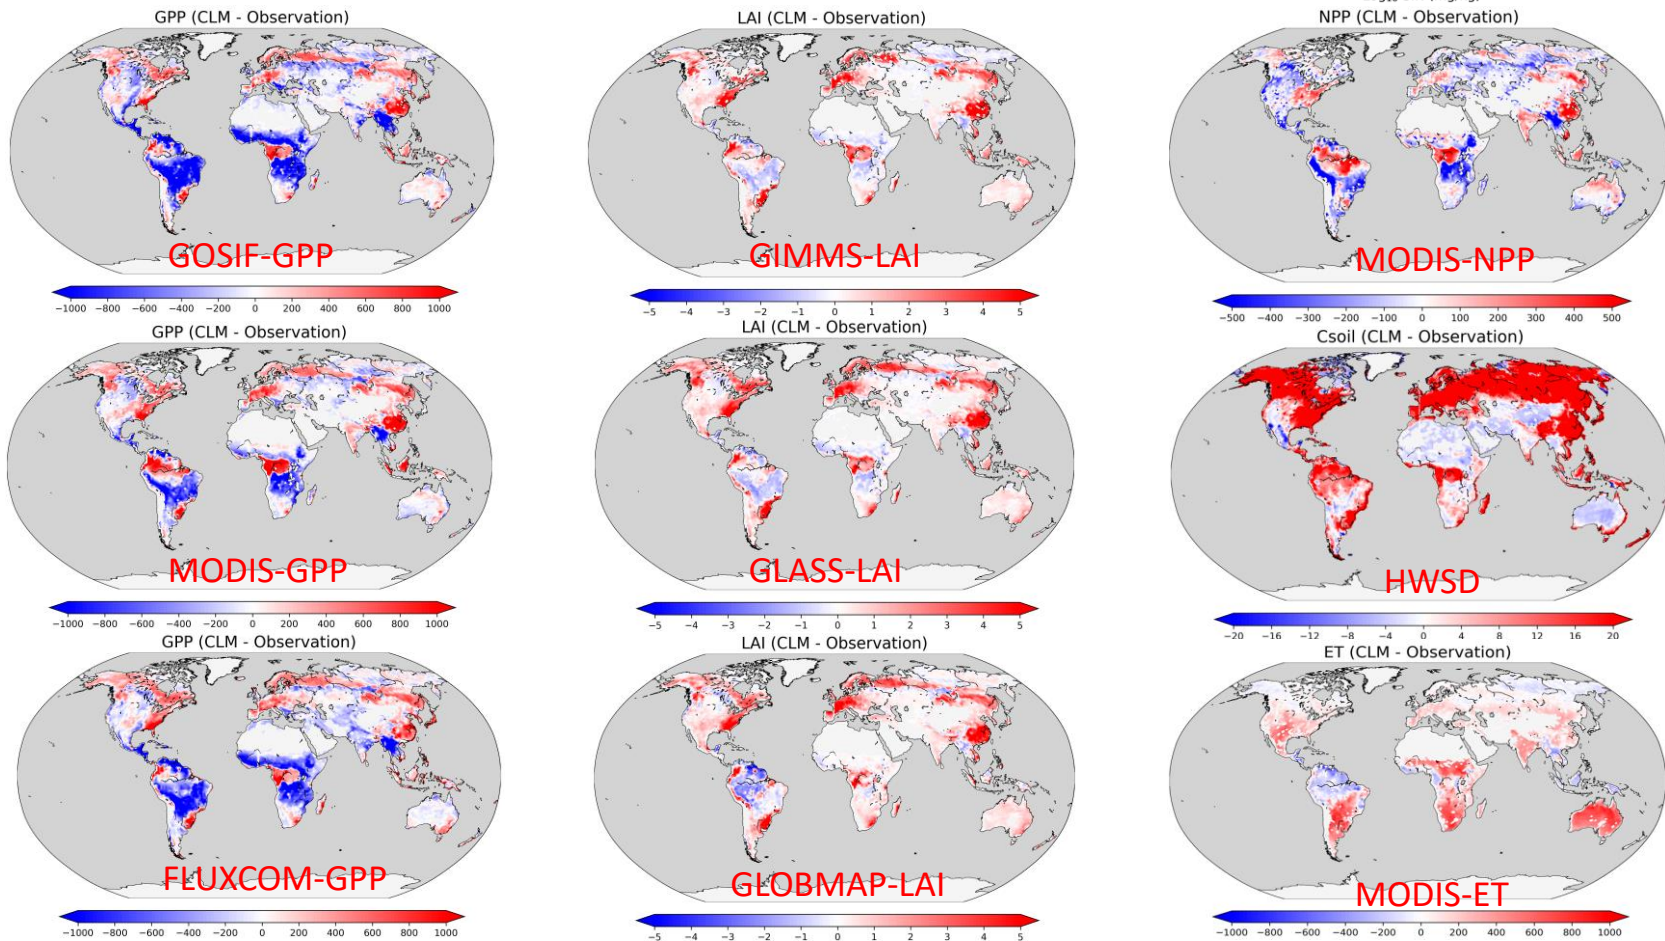 GPP (CLM - Observation)
GOSIF-GPP
−1000 −800 −600 −400 −200 0 200 400 600 800 1000
LAI (CLM - Observation)
GIMMS-LAI
−5 −4 −3 −2 −1 0 1 2 3 4 5
NPP (CLM - Observation)
MODIS-NPP
−500 −400 −300 −200 −100 0 100 200 300 400 500
GPP (CLM - Observation)
MODIS-GPP
−1000 −800 −600 −400 −200 0 200 400 600 800 1000
LAI (CLM - Observation)
GLASS-LAI
−5 −4 −3 −2 −1 0 1 2 3 4 5
Csoil (CLM - Observation)
HWSD
−20 −16 −12 −8 −4 0 4 8 12 16 20
GPP (CLM - Observation)
FLUXCOM-GPP
−1000 −800 −600 −400 −200 0 200 400 600 800 1000
LAI (CLM - Observation)
GLOBMAP-LAI
−5 −4 −3 −2 −1 0 1 2 3 4 5
ET (CLM - Observation)
MODIS-ET
−1000 −800 −600 −400 −200 0 200 400 600 800 1000